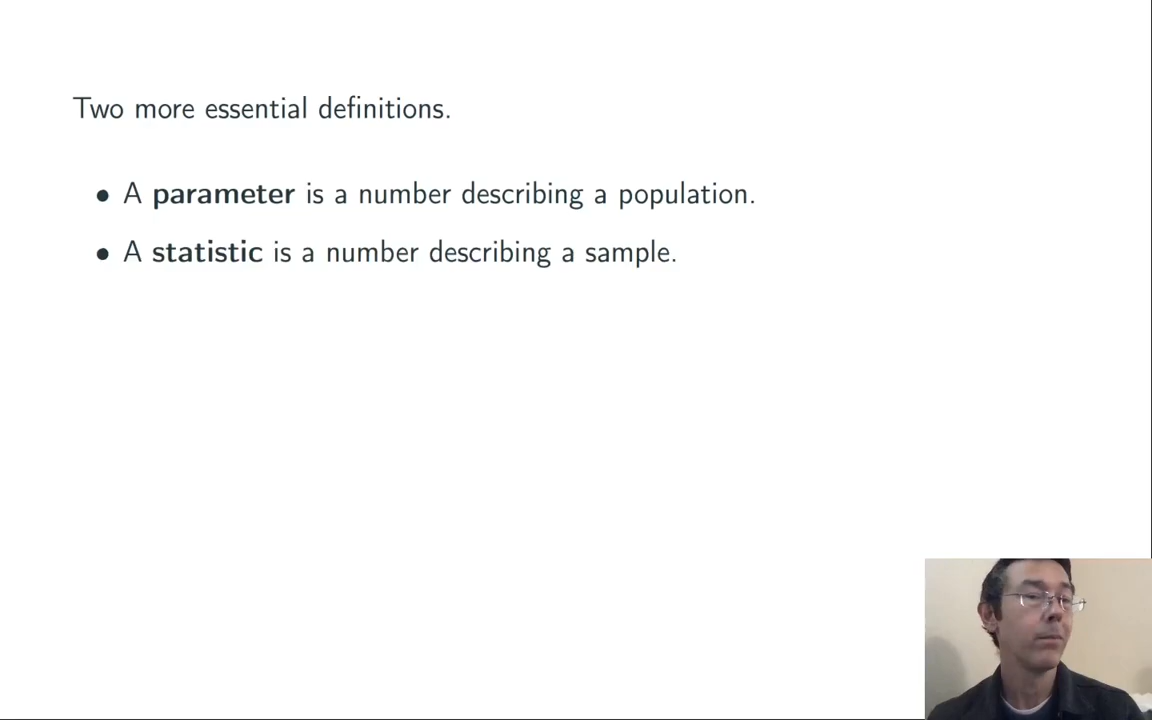 Two more essential definitions.
• A parameter is a number describing a population.
• A statistic is a number describing a sample.